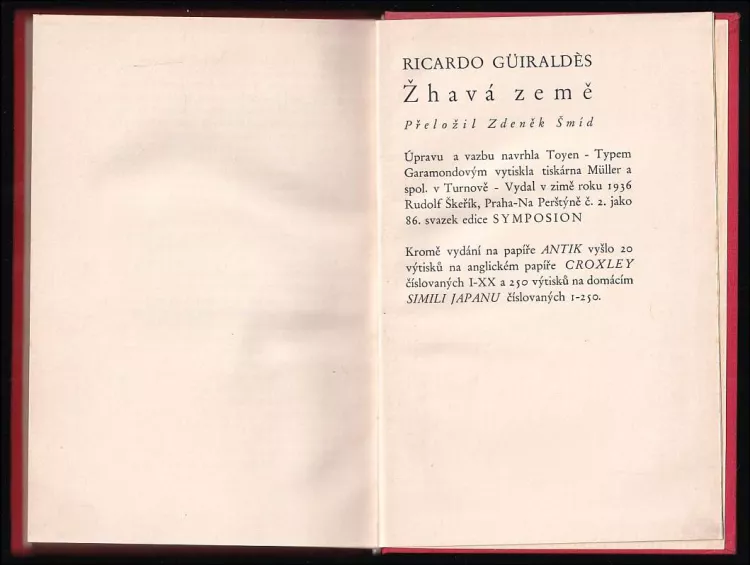 RICARDO GÜIRALDÈS
Žhavá země
Přeložil Zdeněk Šmíd
Úpravu a vazbu navrhla Toyen - Typem
Garamondovým vytiskla tiskárna Müller a
spol. v Turnově - Vydal v zimě roku 1936
Rudolf Škeřík, Praha-Na Perštýně č. 2. jako
86. svazek edice SYMPOSION
Kromě vydání na papíře ANTIK vyšlo 20
výtisků na anglickém papíře CROXLEY
číslovaných I-XX a 250 výtisků na domácím
SIMILI JAPANU číslovaných 1-250.